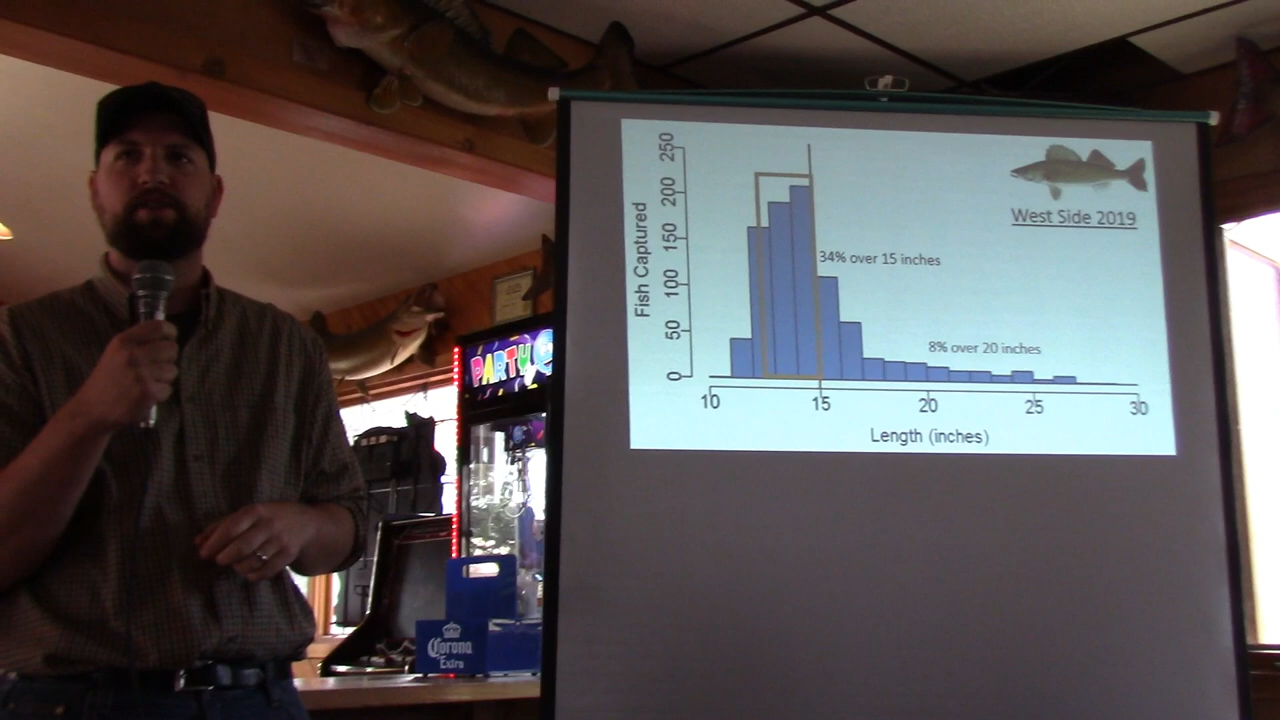 West Side 2019
Fish Captured
250
200
150
100
50
0
34% over 15 inches
8% over 20 inches
10
15
20
25
30
Length (inches)
PARTY
Corona
Extra